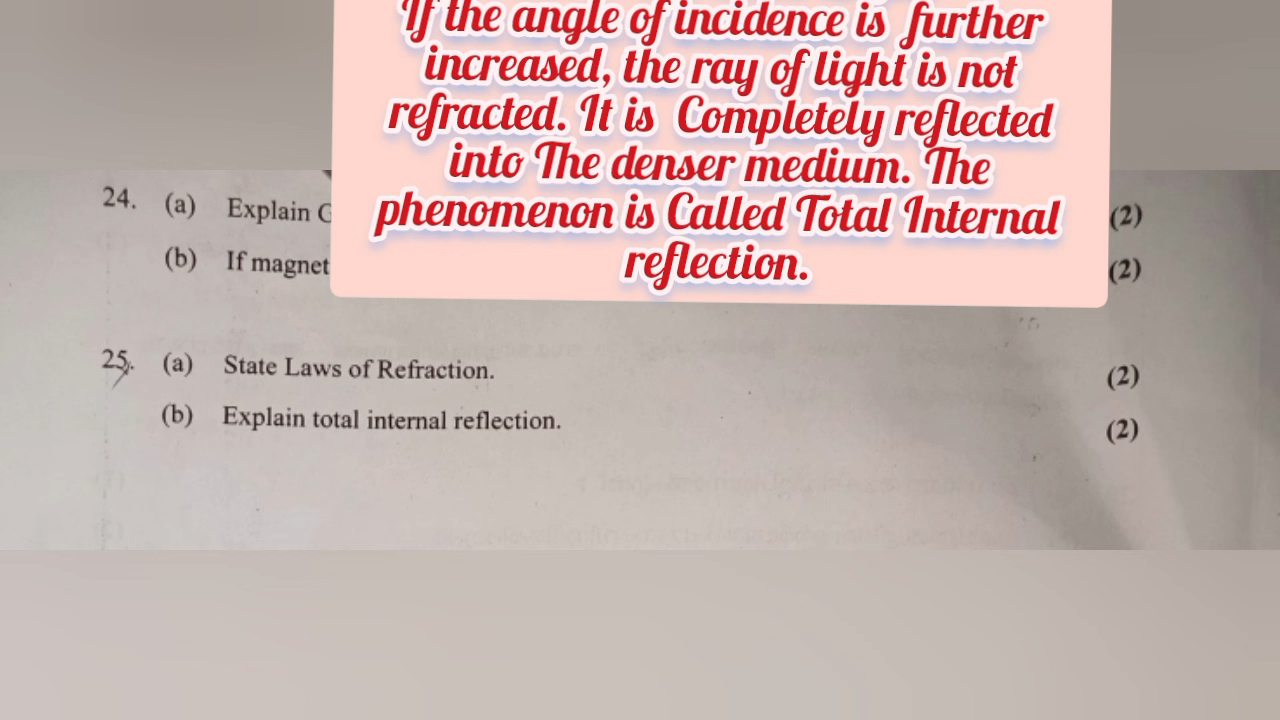 If the angle of incidence is further
increased, the ray of light is not
refracted. It is Completely reflected
into The denser medium. The
phenomenon is Called Total Internal
reflection.
24. (a) Explain (2)
(b) If magnet (2)
25. (a) State Laws of Refraction. (2)
(b) Explain total internal reflection. (2)